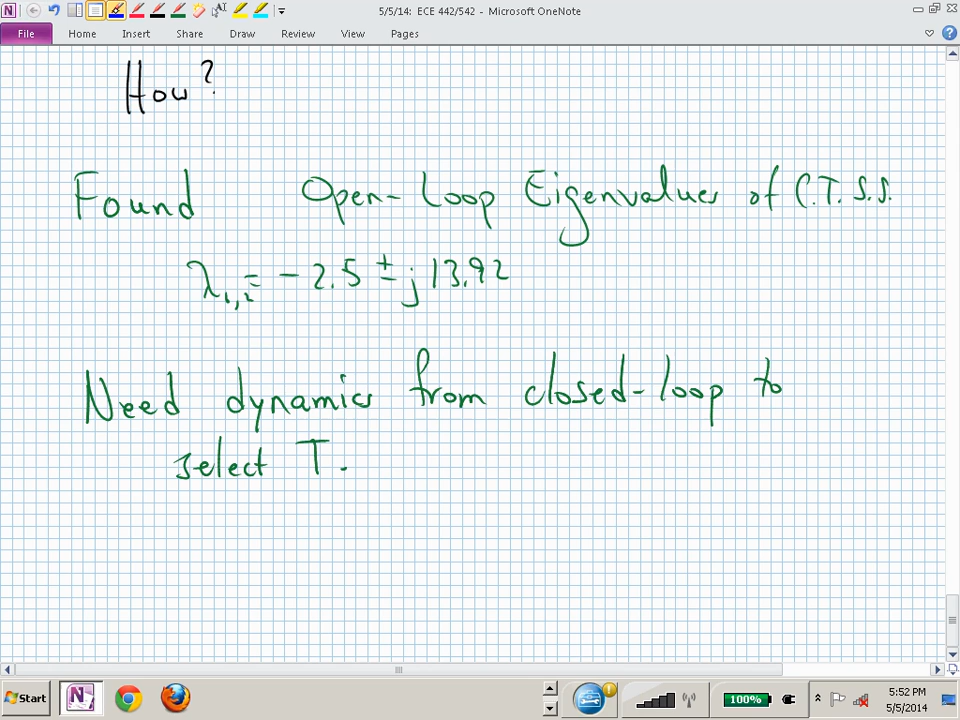 5/5/14: ECE 442/542 - Microsoft OneNote
File Home Insert Share Draw Review View Pages
How?
Found Open-Loop Eigenvalues of C.T.S.S.
λ1,2 = -2.5 ± j13.92
Need dynamics from closed-loop to
select T.
Start
100%
5:52 PM
5/5/2014